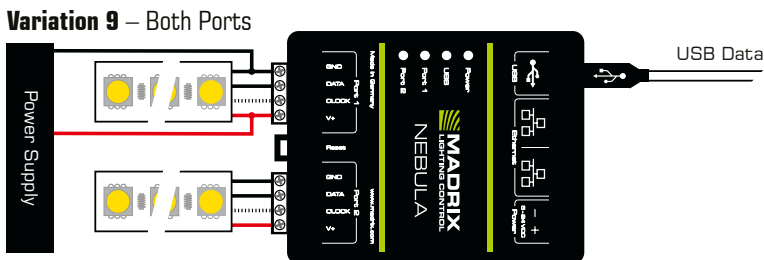 Variation 9 – Both Ports
Power Supply
GND
DATA
CLOCK
V+
Port 1
Reset
GND
DATA
CLOCK
V+
Port 2
Made in Germany
www.madrix.com
Port 2
Port 1
USB
Power
MADRIX
LIGHTING CONTROL
NEBULA
USB
Ethernet
5-24 VDC
Power
– +
USB Data